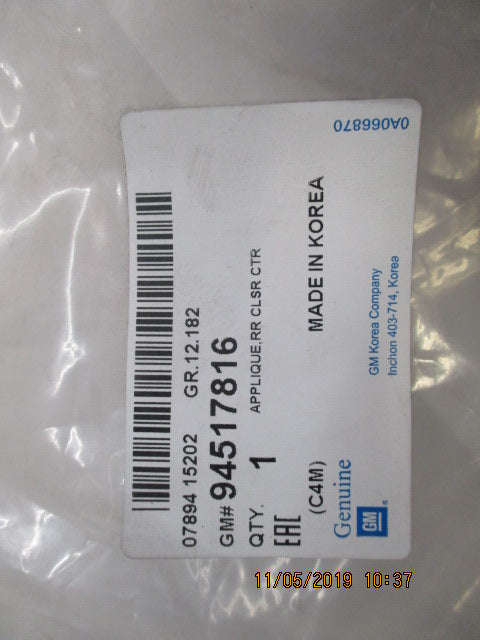 07894 15202 GR.12.182
GM# 94517816
QTY. 1 APPLIQUE,RR CLSR CTR
EAC
(C4M) MADE IN KOREA
Genuine
GM
GM Korea Company
Inchon 403-714, Korea
0A066870
11/05/2019 10:37